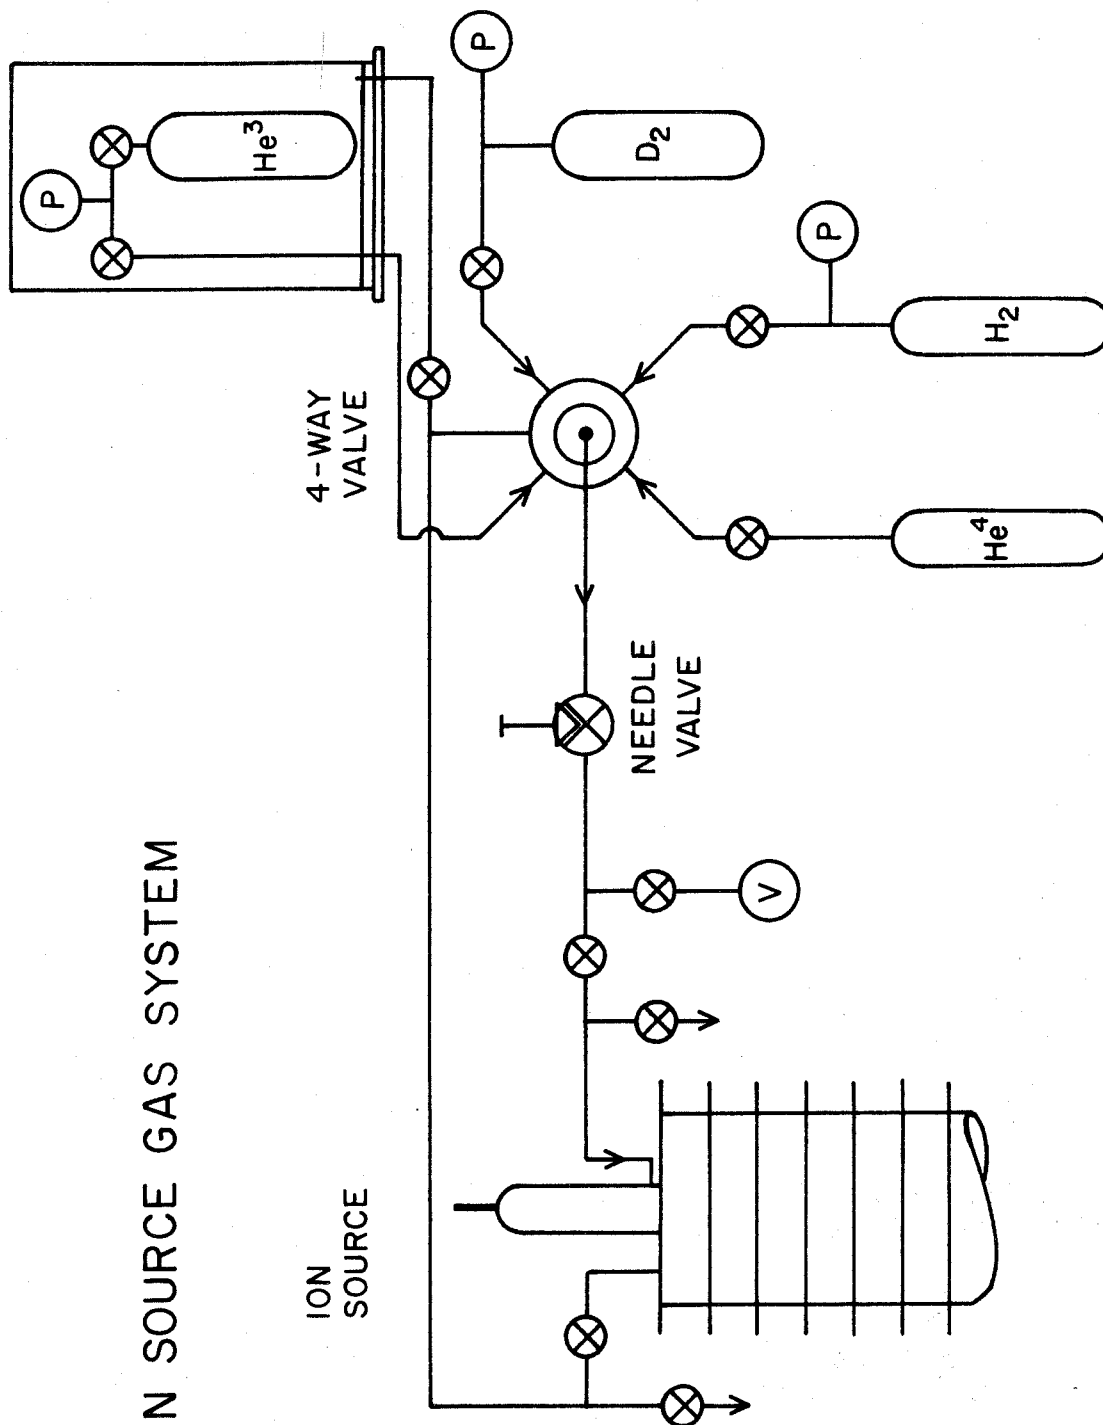 N SOURCE GAS SYSTEM
ION
SOURCE
4-WAY
VALVE
NEEDLE
VALVE
P
He³
P
D₂
P
H₂
He⁴
V